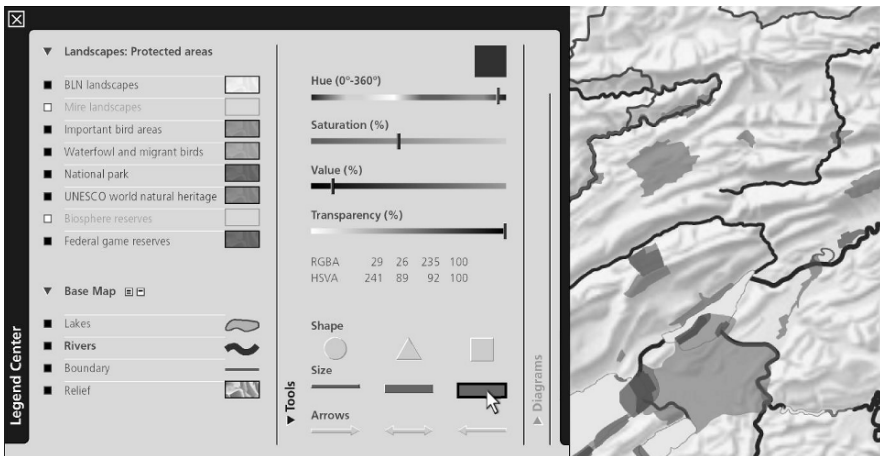 Legend Center
Landscapes: Protected areas
BLN landscapes
Mire landscapes
Important bird areas
Waterfowl and migrant birds
National park
UNESCO world natural heritage
Biosphere reserves
Federal game reserves
Base Map
Lakes
Rivers
Boundary
Relief
Tools
Hue (0°-360°)
Saturation (%)
Value (%)
Transparency (%)
RGBA 29 26 235 100
HSVA 241 89 92 100
Shape
Size
Arrows
Diagrams